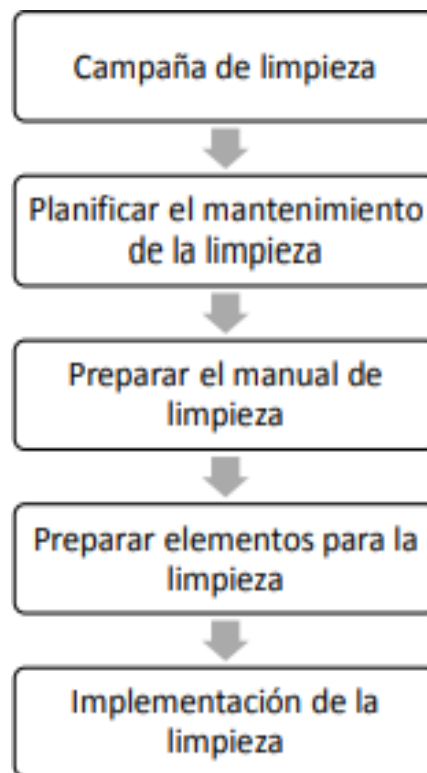 Campaña de limpieza
Planificar el mantenimiento
de la limpieza
Preparar el manual de
limpieza
Preparar elementos para la
limpieza
Implementación de la
limpieza